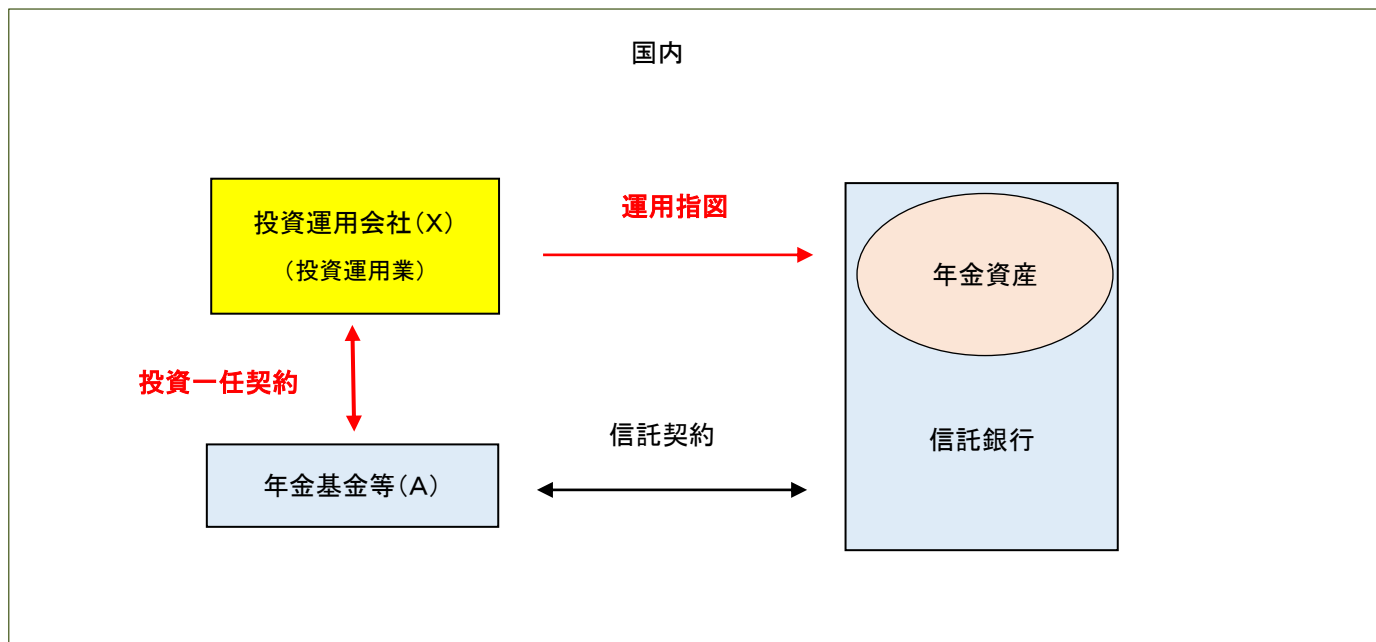 国内
投資運用会社(X)
(投資運用業)
運用指図
年金資産
投資一任契約
信託契約
信託銀行
年金基金等(A)